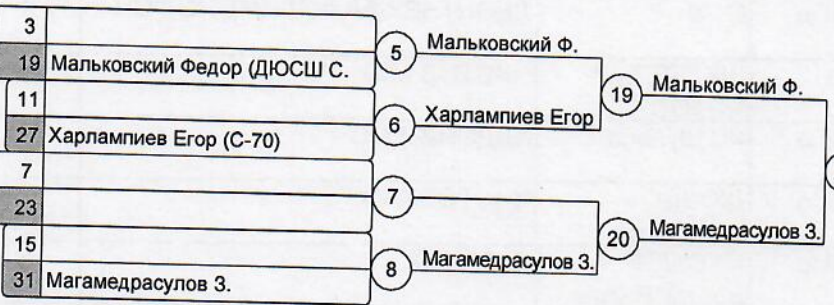 3
19 Мальковский Федор (ДЮСШ С.
11
27 Харлампиев Егор (С-70)
7
23
15
31 Магамедрасулов З.
5 Мальковский Ф.
6 Харлампиев Егор
7
8 Магамедрасулов З.
19 Мальковский Ф.
20 Магамедрасулов З.